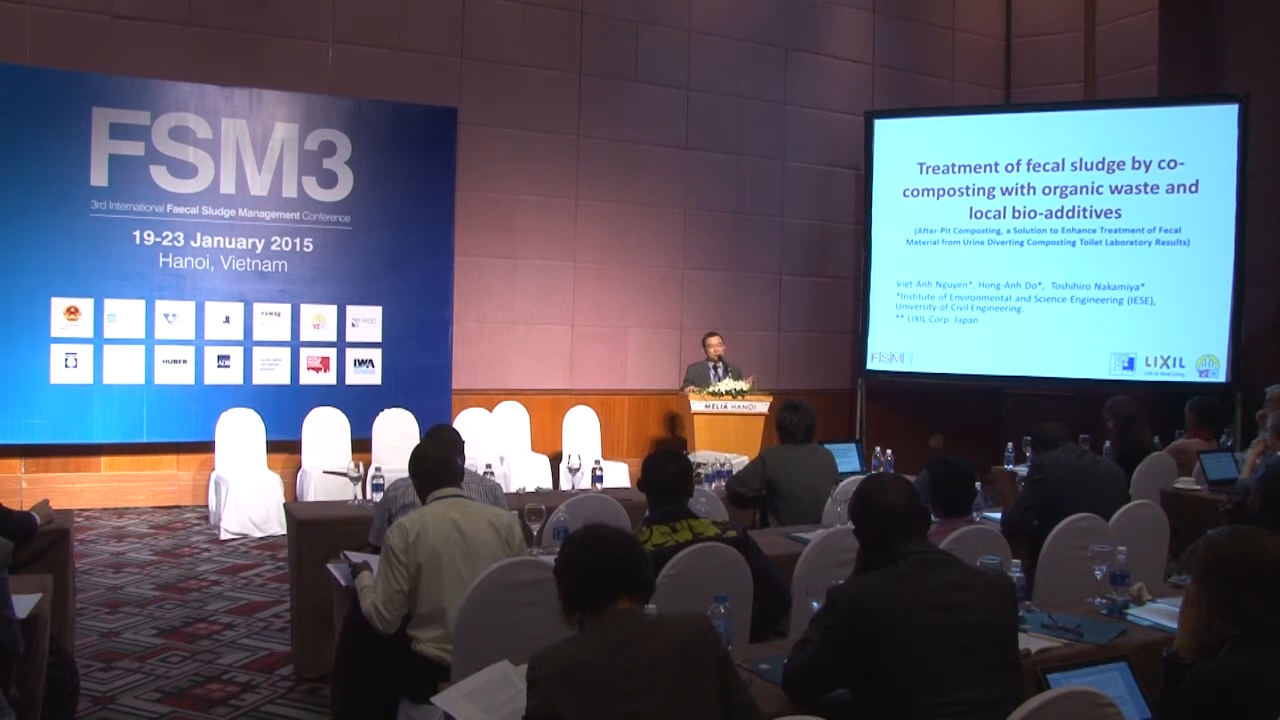 FSM3
3rd International Faecal Sludge Management Conference
19-23 January 2015
Hanoi, Vietnam
HUBER
ADB
IWA
MELIÁ HANOI
Treatment of fecal sludge by co-
composting with organic waste and
local bio-additives
(After-Pit Composting, a Solution to Enhance Treatment of Fecal
Material from Urine Diverting Composting Toilet Laboratory Results)
Viet-Anh Nguyen*, Hong-Anh Do*, Toshihiro Nakamiya*
*Institute of Environmental and Science Engineering (IESE),
University of Civil Engineering.
** LIXIL Corp. Japan
FSM
LIXIL